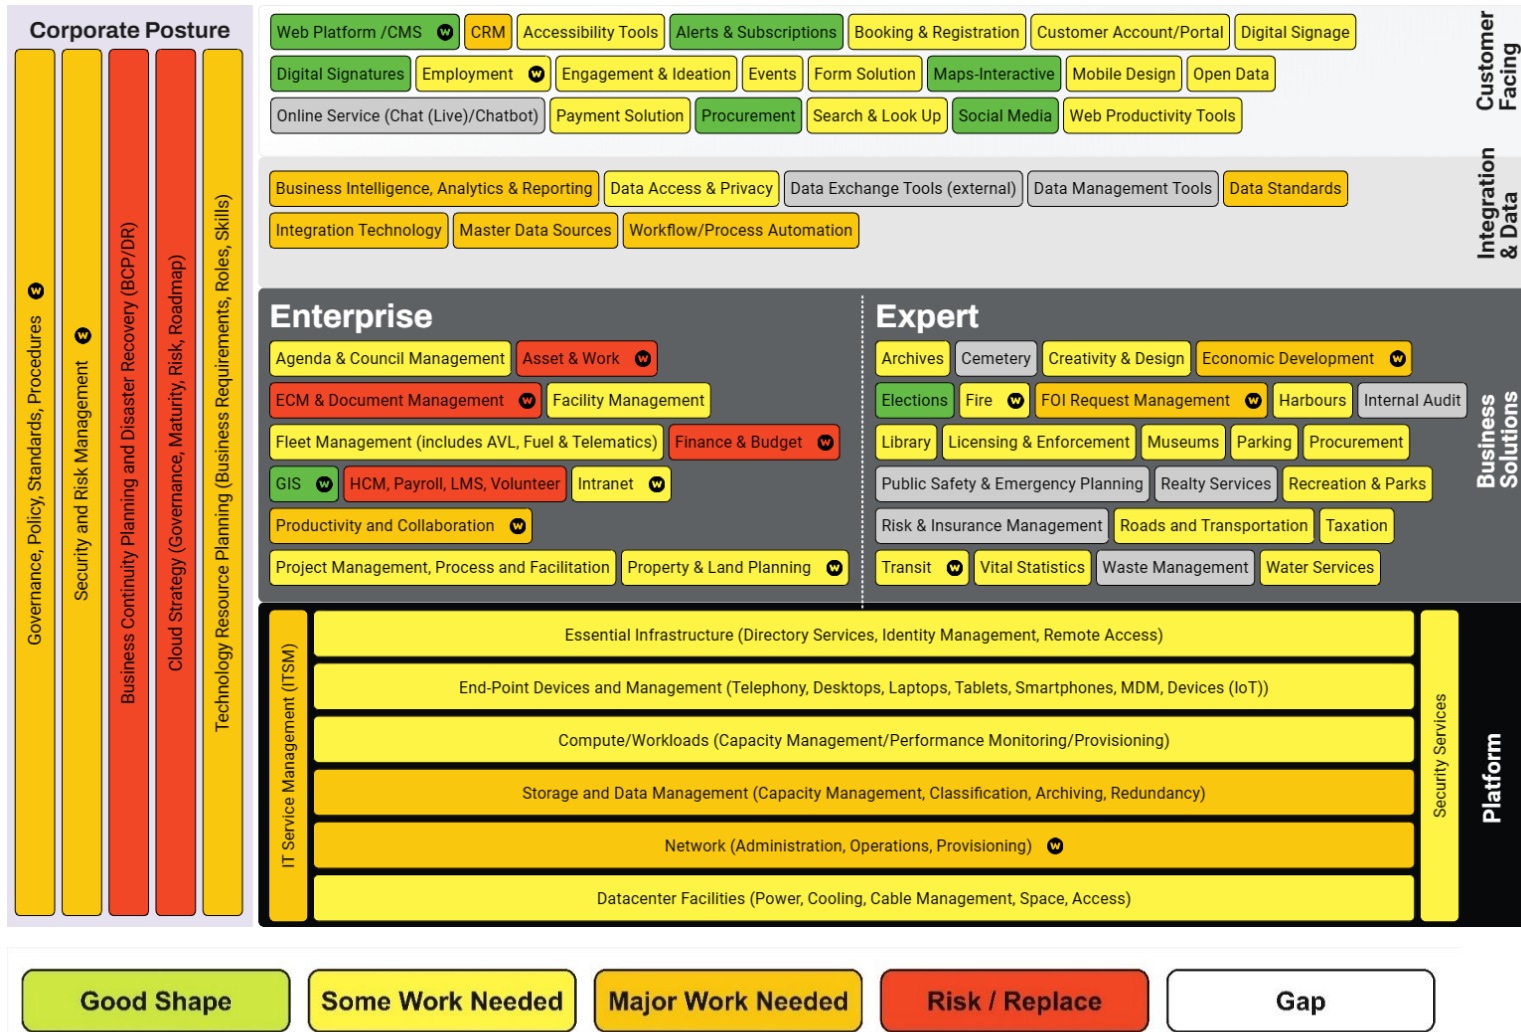 Corporate Posture
Governance, Policy, Standards, Procedures W
Security and Risk Management W
Business Continuity Planning and Disaster Recovery (BCP/DR)
Cloud Strategy (Governance, Maturity, Risk, Roadmap)
Technology Resource Planning (Business Requirements, Roles, Skills)
Customer
Facing
Web Platform /CMS W CRM Accessibility Tools Alerts & Subscriptions Booking & Registration Customer Account/Portal Digital Signage
Digital Signatures Employment W Engagement & Ideation Events Form Solution Maps-Interactive Mobile Design Open Data
Online Service (Chat (Live)/Chatbot) Payment Solution Procurement Search & Look Up Social Media Web Productivity Tools
Integration
& Data
Business Intelligence, Analytics & Reporting Data Access & Privacy Data Exchange Tools (external) Data Management Tools Data Standards
Integration Technology Master Data Sources Workflow/Process Automation
Business
Solutions
Enterprise
Agenda & Council Management Asset & Work W
ECM & Document Management W Facility Management
Fleet Management (includes AVL, Fuel & Telematics) Finance & Budget W
GIS W HCM, Payroll, LMS, Volunteer Intranet W
Productivity and Collaboration W
Project Management, Process and Facilitation Property & Land Planning W
Expert
Archives Cemetery Creativity & Design Economic Development W
Elections Fire W FOI Request Management W Harbours Internal Audit
Library Licensing & Enforcement Museums Parking Procurement
Public Safety & Emergency Planning Realty Services Recreation & Parks
Risk & Insurance Management Roads and Transportation Taxation
Transit W Vital Statistics Waste Management Water Services
Platform
IT Service Management (ITSM)
Essential Infrastructure (Directory Services, Identity Management, Remote Access)
End-Point Devices and Management (Telephony, Desktops, Laptops, Tablets, Smartphones, MDM, Devices (IoT))
Compute/Workloads (Capacity Management/Performance Monitoring/Provisioning)
Storage and Data Management (Capacity Management, Classification, Archiving, Redundancy)
Network (Administration, Operations, Provisioning) W
Datacenter Facilities (Power, Cooling, Cable Management, Space, Access)
Security Services
Good Shape Some Work Needed Major Work Needed Risk / Replace Gap